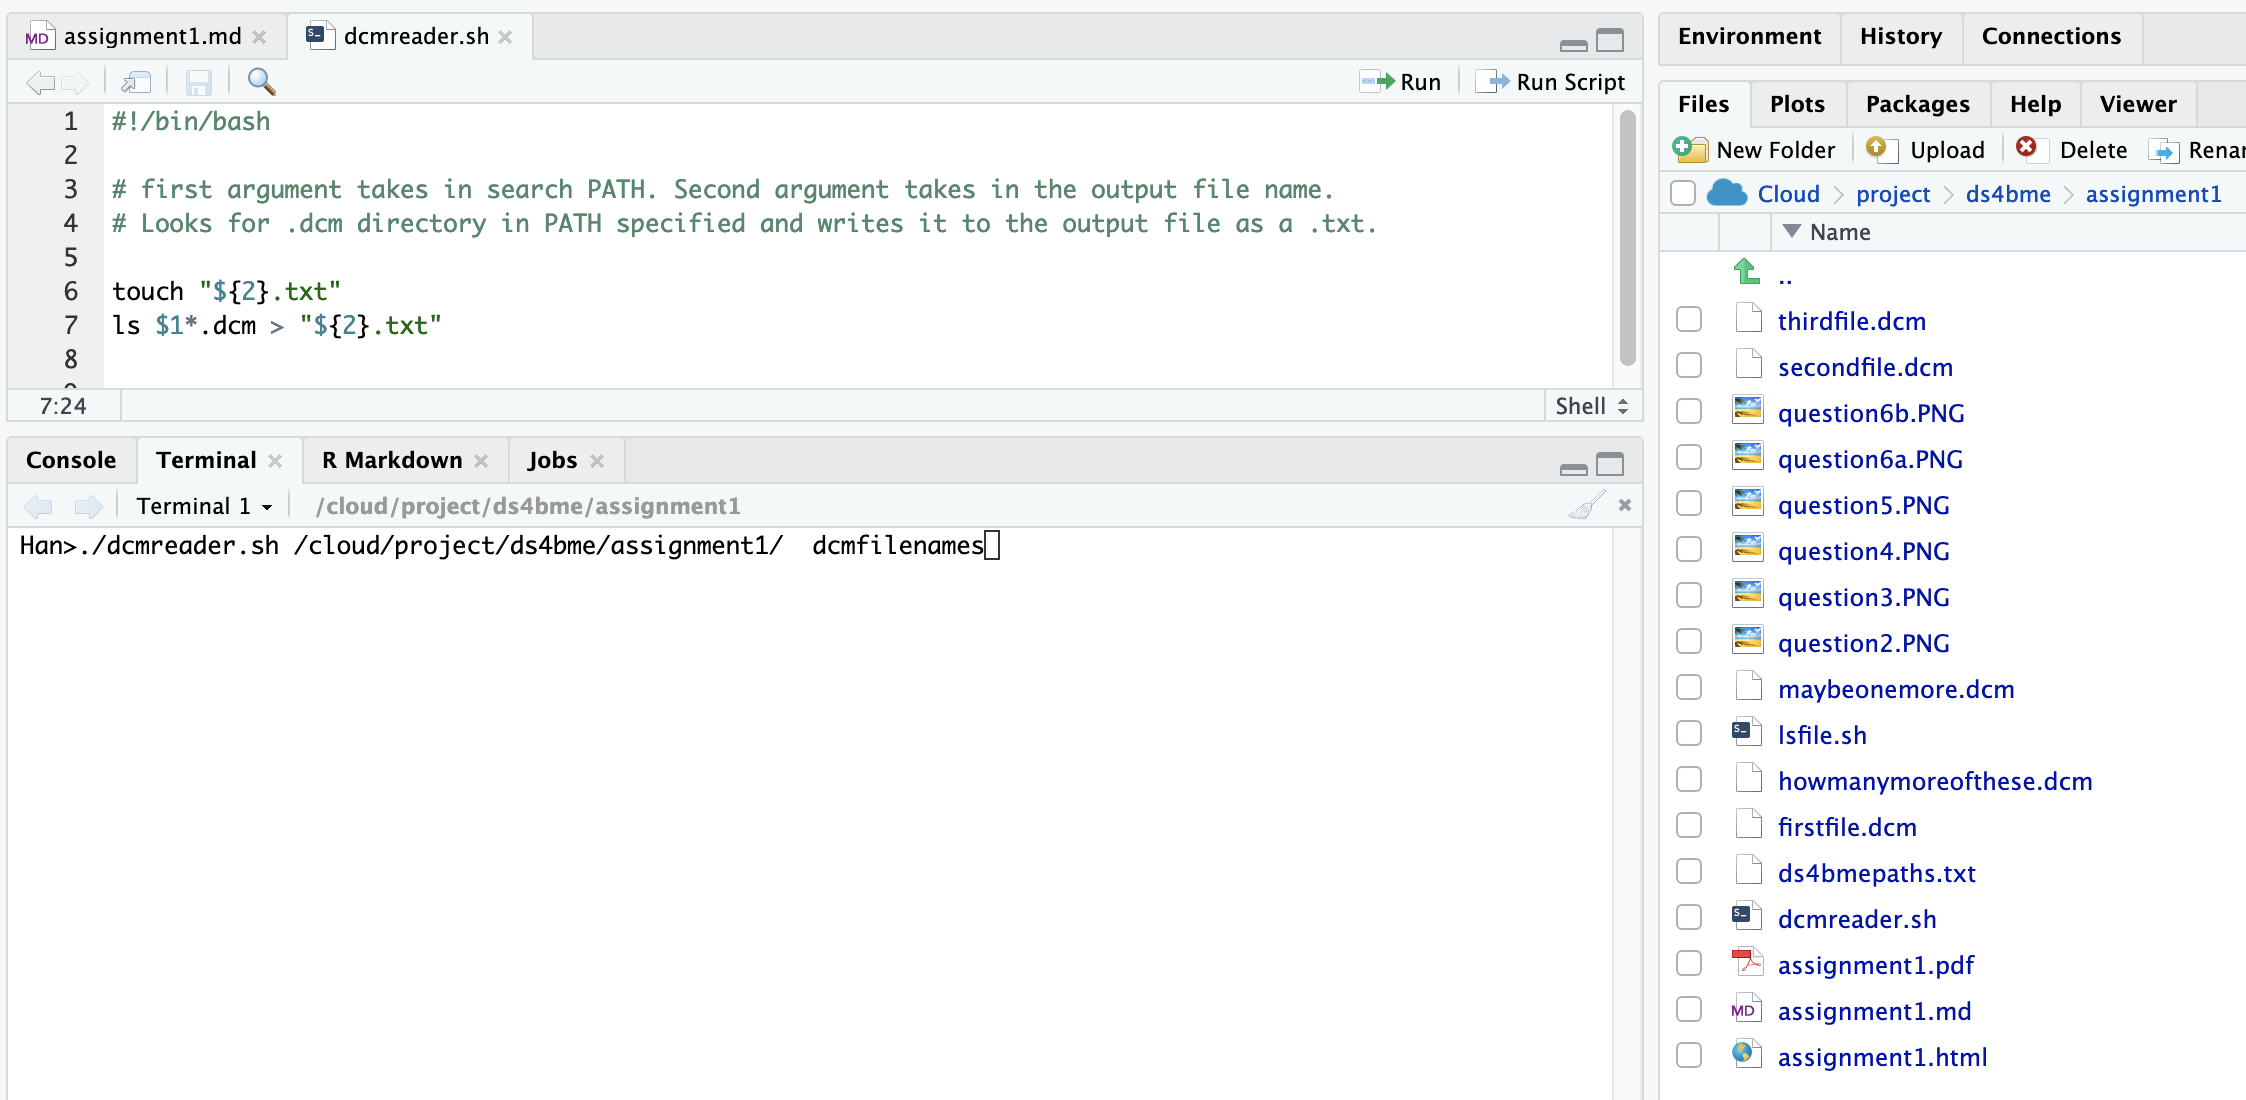 MD assignment1.md
dcmreader.sh
Run
Run Script
1 #!/bin/bash
2
3 # first argument takes in search PATH. Second argument takes in the output file name.
4 # Looks for .dcm directory in PATH specified and writes it to the output file as a .txt.
5
6 touch "${2}.txt"
7 ls $1*.dcm > "${2}.txt"
8
7:24
Shell
Console
Terminal
R Markdown
Jobs
Terminal 1
/cloud/project/ds4bme/assignment1
Han>./dcmreader.sh /cloud/project/ds4bme/assignment1/  dcmfilenames
Environment
History
Connections
Files
Plots
Packages
Help
Viewer
New Folder
Upload
Delete
Renar
Cloud
project
ds4bme
assignment1
Name
..
thirdfile.dcm
secondfile.dcm
question6b.PNG
question6a.PNG
question5.PNG
question4.PNG
question3.PNG
question2.PNG
maybeonemore.dcm
lsfile.sh
howmanymoreofthese.dcm
firstfile.dcm
ds4bmepaths.txt
dcmreader.sh
assignment1.pdf
MD assignment1.md
assignment1.html